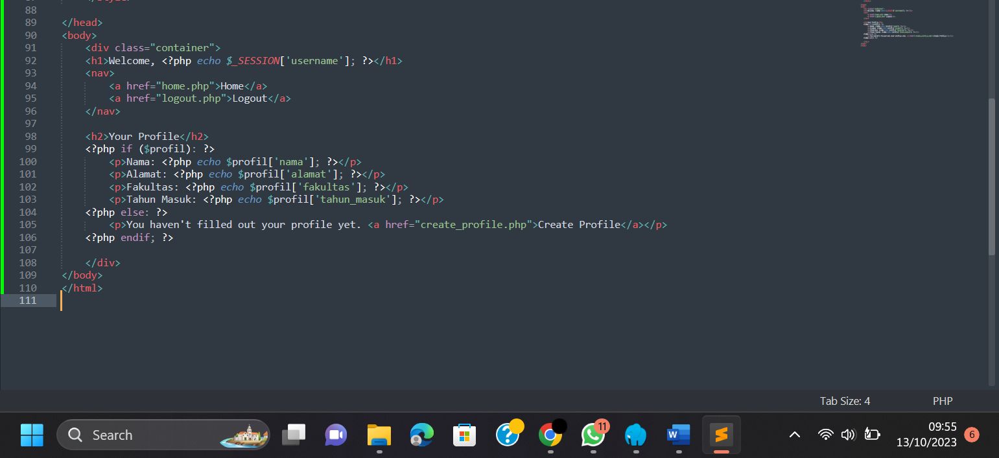 88
89 </head>
90 <body>
91 <div class="container">
92 <h1>Welcome, <?php echo $_SESSION['username']; ?></h1>
93 <nav>
94 <a href="home.php">Home</a>
95 <a href="logout.php">Logout</a>
96 </nav>
97
98 <h2>Your Profile</h2>
99 <?php if ($profil): ?>
100 <p>Nama: <?php echo $profil['nama']; ?></p>
101 <p>Alamat: <?php echo $profil['alamat']; ?></p>
102 <p>Fakultas: <?php echo $profil['fakultas']; ?></p>
103 <p>Tahun Masuk: <?php echo $profil['tahun_masuk']; ?></p>
104 <?php else: ?>
105 <p>You haven't filled out your profile yet. <a href="create_profile.php">Create Profile</a></p>
106 <?php endif; ?>
107
108 </div>
109 </body>
110 </html>
111
Tab Size: 4 PHP
Search
11
W
09:55
13/10/2023
6